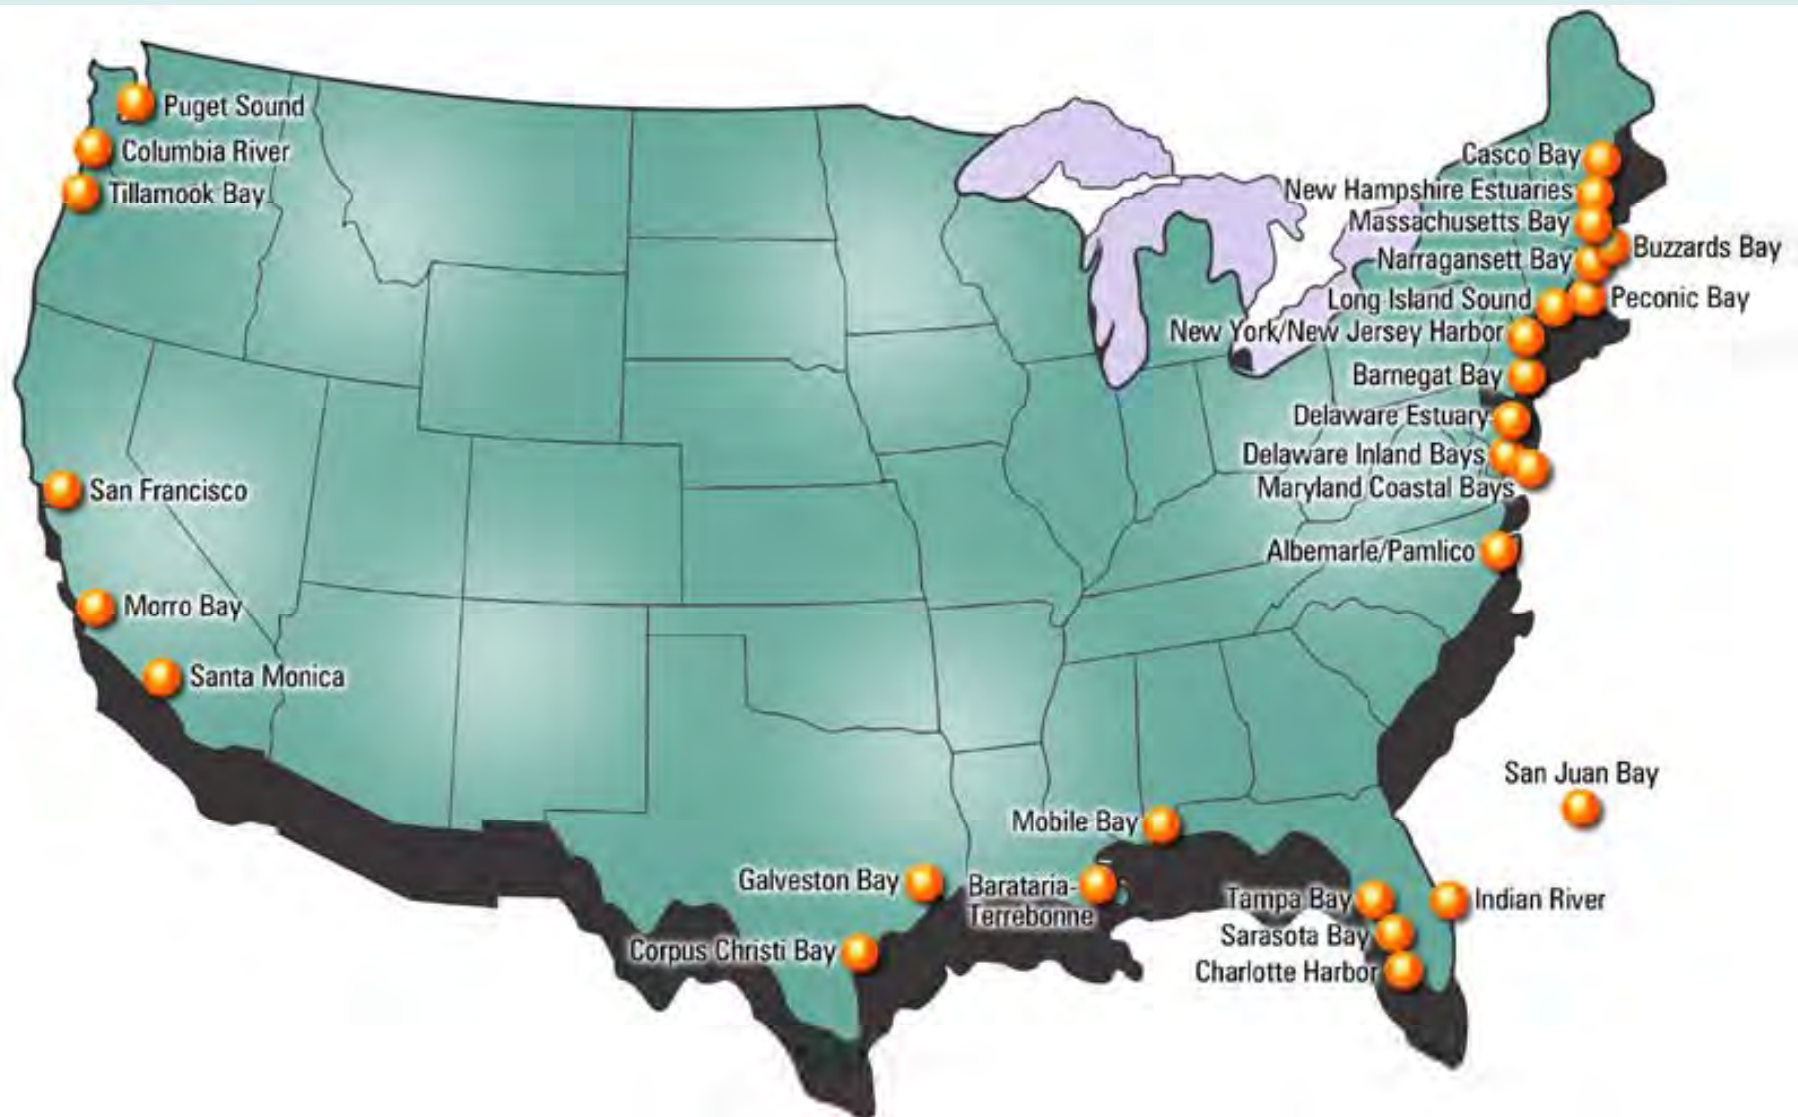 Puget Sound
Columbia River
Tillamook Bay
San Francisco
Morro Bay
Santa Monica
Casco Bay
New Hampshire Estuaries
Massachusetts Bay
Buzzards Bay
Narragansett Bay
Long Island Sound
Peconic Bay
New York/New Jersey Harbor
Barnegat Bay
Delaware Estuary
Delaware Inland Bays
Maryland Coastal Bays
Albemarle/Pamlico
San Juan Bay
Mobile Bay
Galveston Bay
Barataria-
Terrebonne
Corpus Christi Bay
Tampa Bay
Indian River
Sarasota Bay
Charlotte Harbor